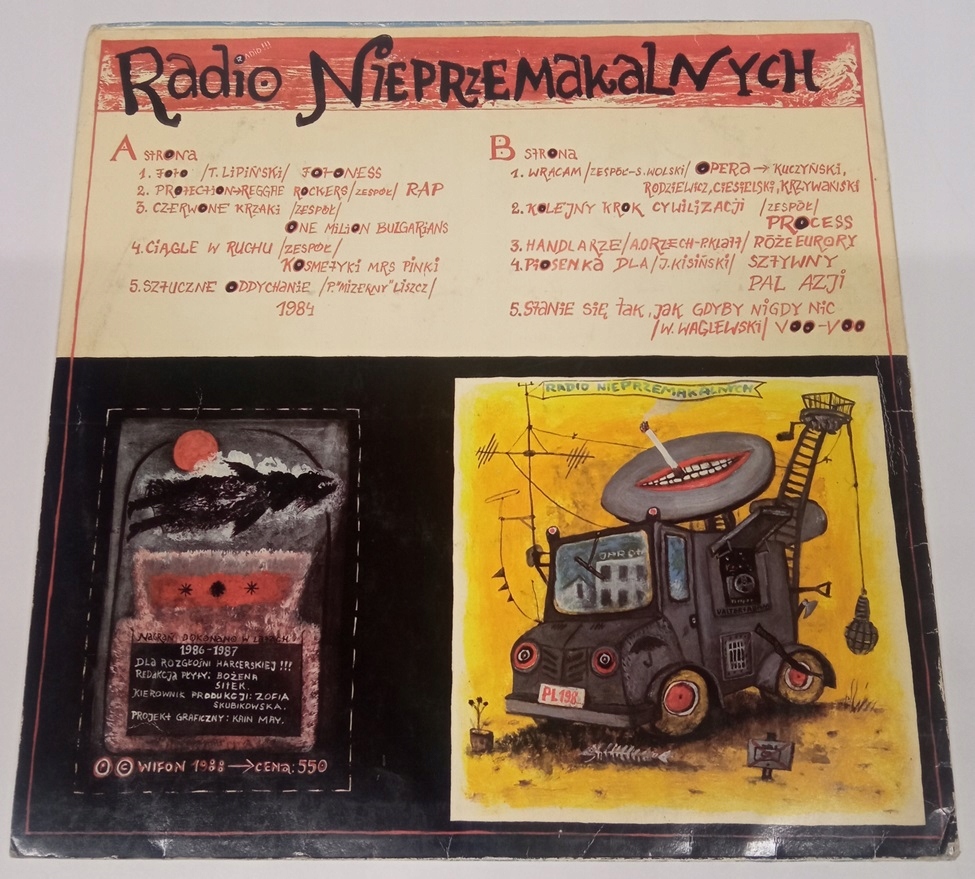 Radio NIEPRZEMAKALNYCH
A STRONA
1. FOTO /T. LIPIŃSKI/ FOTONESS
2. PROTECTION→REGGAE ROCKERS /ZESPÓŁ/ RAP
3. CZERWONE KRZAKI /ZESPÓŁ/
ONE MILION BULGARIANS
4. CIĄGLE W RUCHU /ZESPÓŁ/
KOSMETYKI MRS PINKI
5. SZTUCZNE ODDYCHANIE /P."MIZERNY" LISZCZ/
1984
B STRONA
1. WRACAM /ZESPÓŁ-S.WOLSKI/ OPERA → KUCZYŃSKI,
RODZIEWICZ, CIESIELSKI, KRZYWAŃSKI
2. KOLEJNY KROK CYWILIZACJI /ZESPÓŁ/
PROCESS
3. HANDLARZE /A.ORZECH-P.KLATT/ RÓŻE EUROPY
4. PIOSENKA DLA /J.KISIŃSKI/ SZTYWNY
PAL AZJI
5. STANIE SIĘ TAK, JAK GDYBY NIGDY NIC
/W. WAGLEWSKI/ VOO-VOO
RADIO NIEPRZEMAKALNYCH
PL198
NAGRAŃ DOKONANO W LATACH
1986-1987
DLA ROZGŁOŚNI HARCERSKIEJ !!!
REDAKCJA PŁYTY: BOŻENA
SITEK.
KIEROWNIK PRODUKCJI: ZOFIA
SKUBIKOWSKA.
PROJEKT GRAFICZNY: KAIN MAY.
Ⓟ Ⓒ WIFON 1988 → CENA: 550